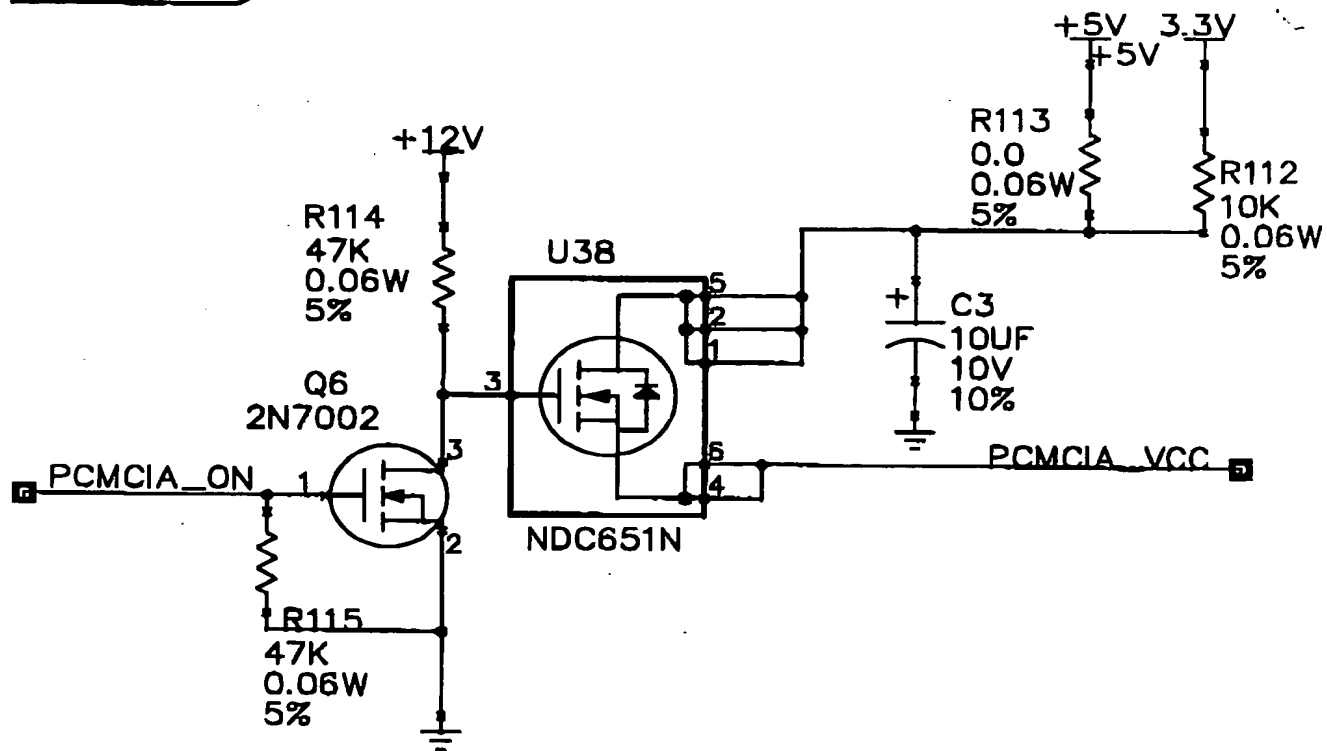 +5V 3.3V
+5V
+12V
R113
0.0
0.06W
5%
R112
10K
0.06W
5%
R114
47K
0.06W
5%
U38
5
2
1
+ C3
10UF
10V
10%
Q6
2N7002
3
3
PCMCIA_ON
1
2
6
4
PCMCIA_VCC
NDC651N
R115
47K
0.06W
5%